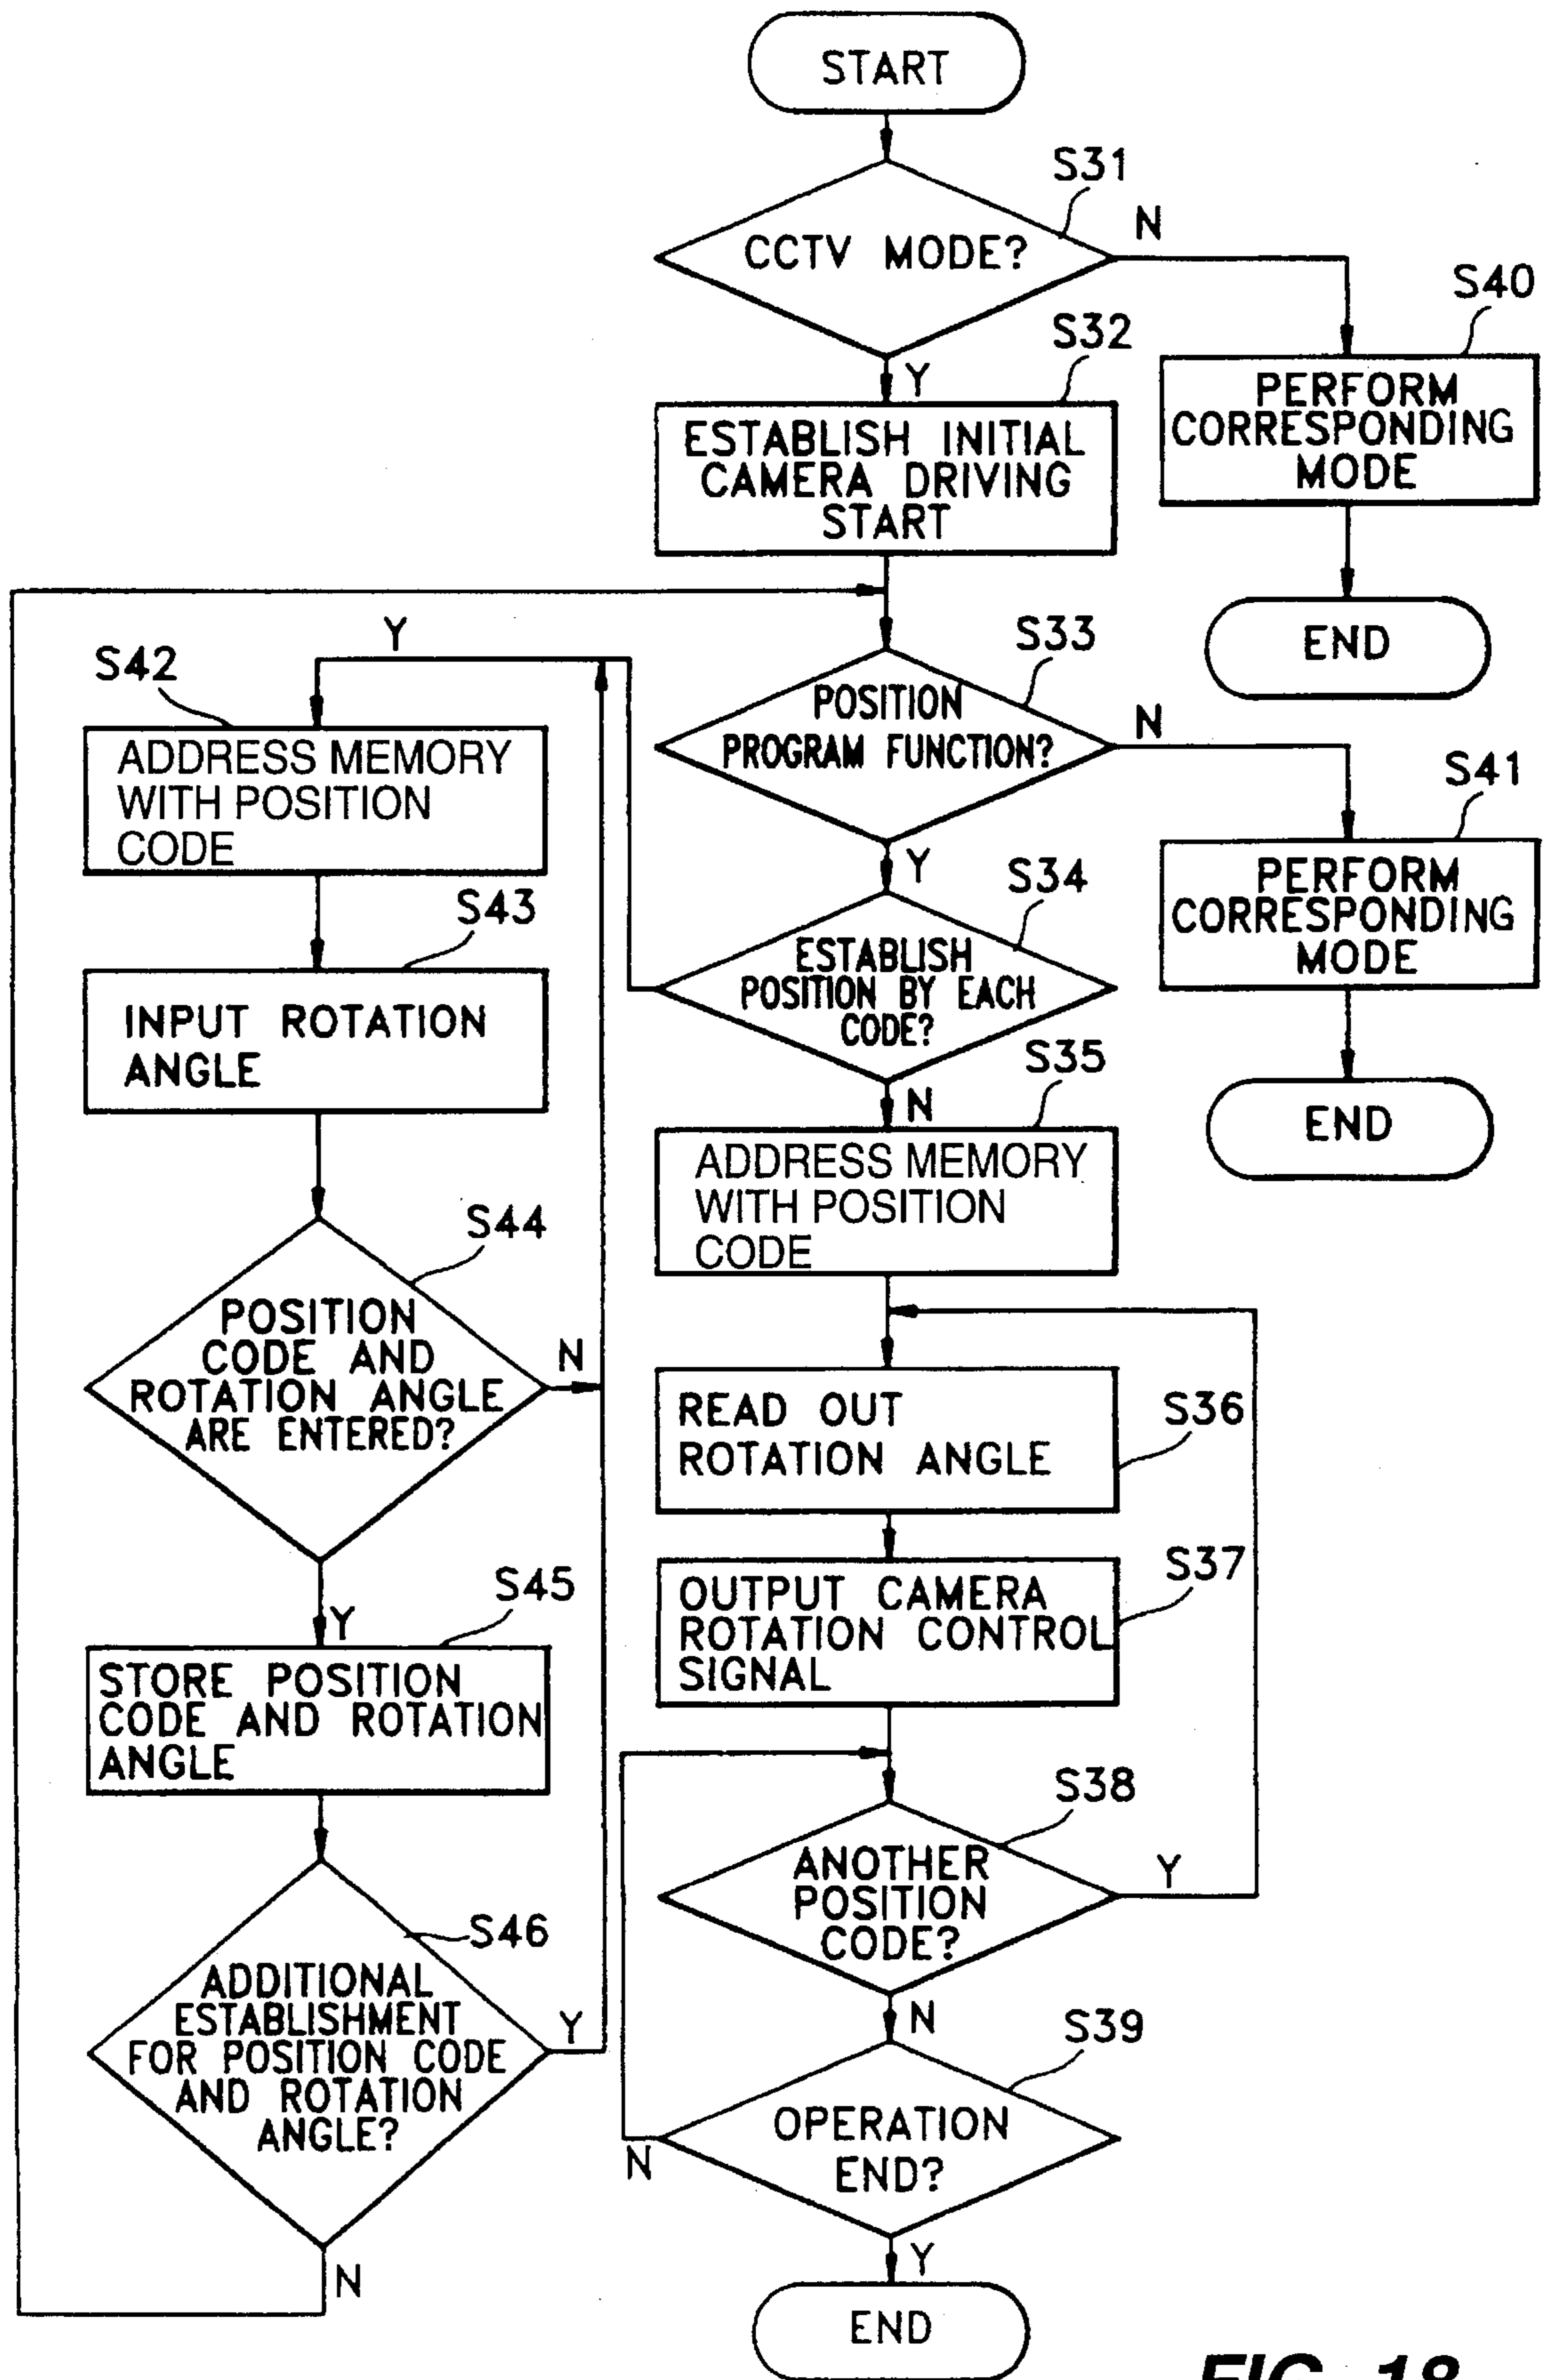 START
S31
CCTV MODE?
N
S40
S32
Y
PERFORM
CORRESPONDING
MODE
ESTABLISH INITIAL
CAMERA DRIVING
START
END
Y
S33
S42
POSITION
PROGRAM FUNCTION?
N
S41
ADDRESS MEMORY
WITH POSITION
CODE
Y
S34
PERFORM
CORRESPONDING
MODE
S43
ESTABLISH
POSITION BY EACH
CODE?
INPUT ROTATION
ANGLE
S35
N
END
ADDRESS MEMORY
WITH POSITION
CODE
S44
POSITION
CODE AND
ROTATION ANGLE
ARE ENTERED?
N
READ OUT
ROTATION ANGLE
S36
S45
Y
OUTPUT CAMERA
ROTATION CONTROL
SIGNAL
S37
STORE POSITION
CODE AND ROTATION
ANGLE
S38
ANOTHER
POSITION
CODE?
Y
S46
ADDITIONAL
ESTABLISHMENT
FOR POSITION CODE
AND ROTATION
ANGLE?
Y
N
S39
OPERATION
END?
N
N
Y
END
FIG. 18